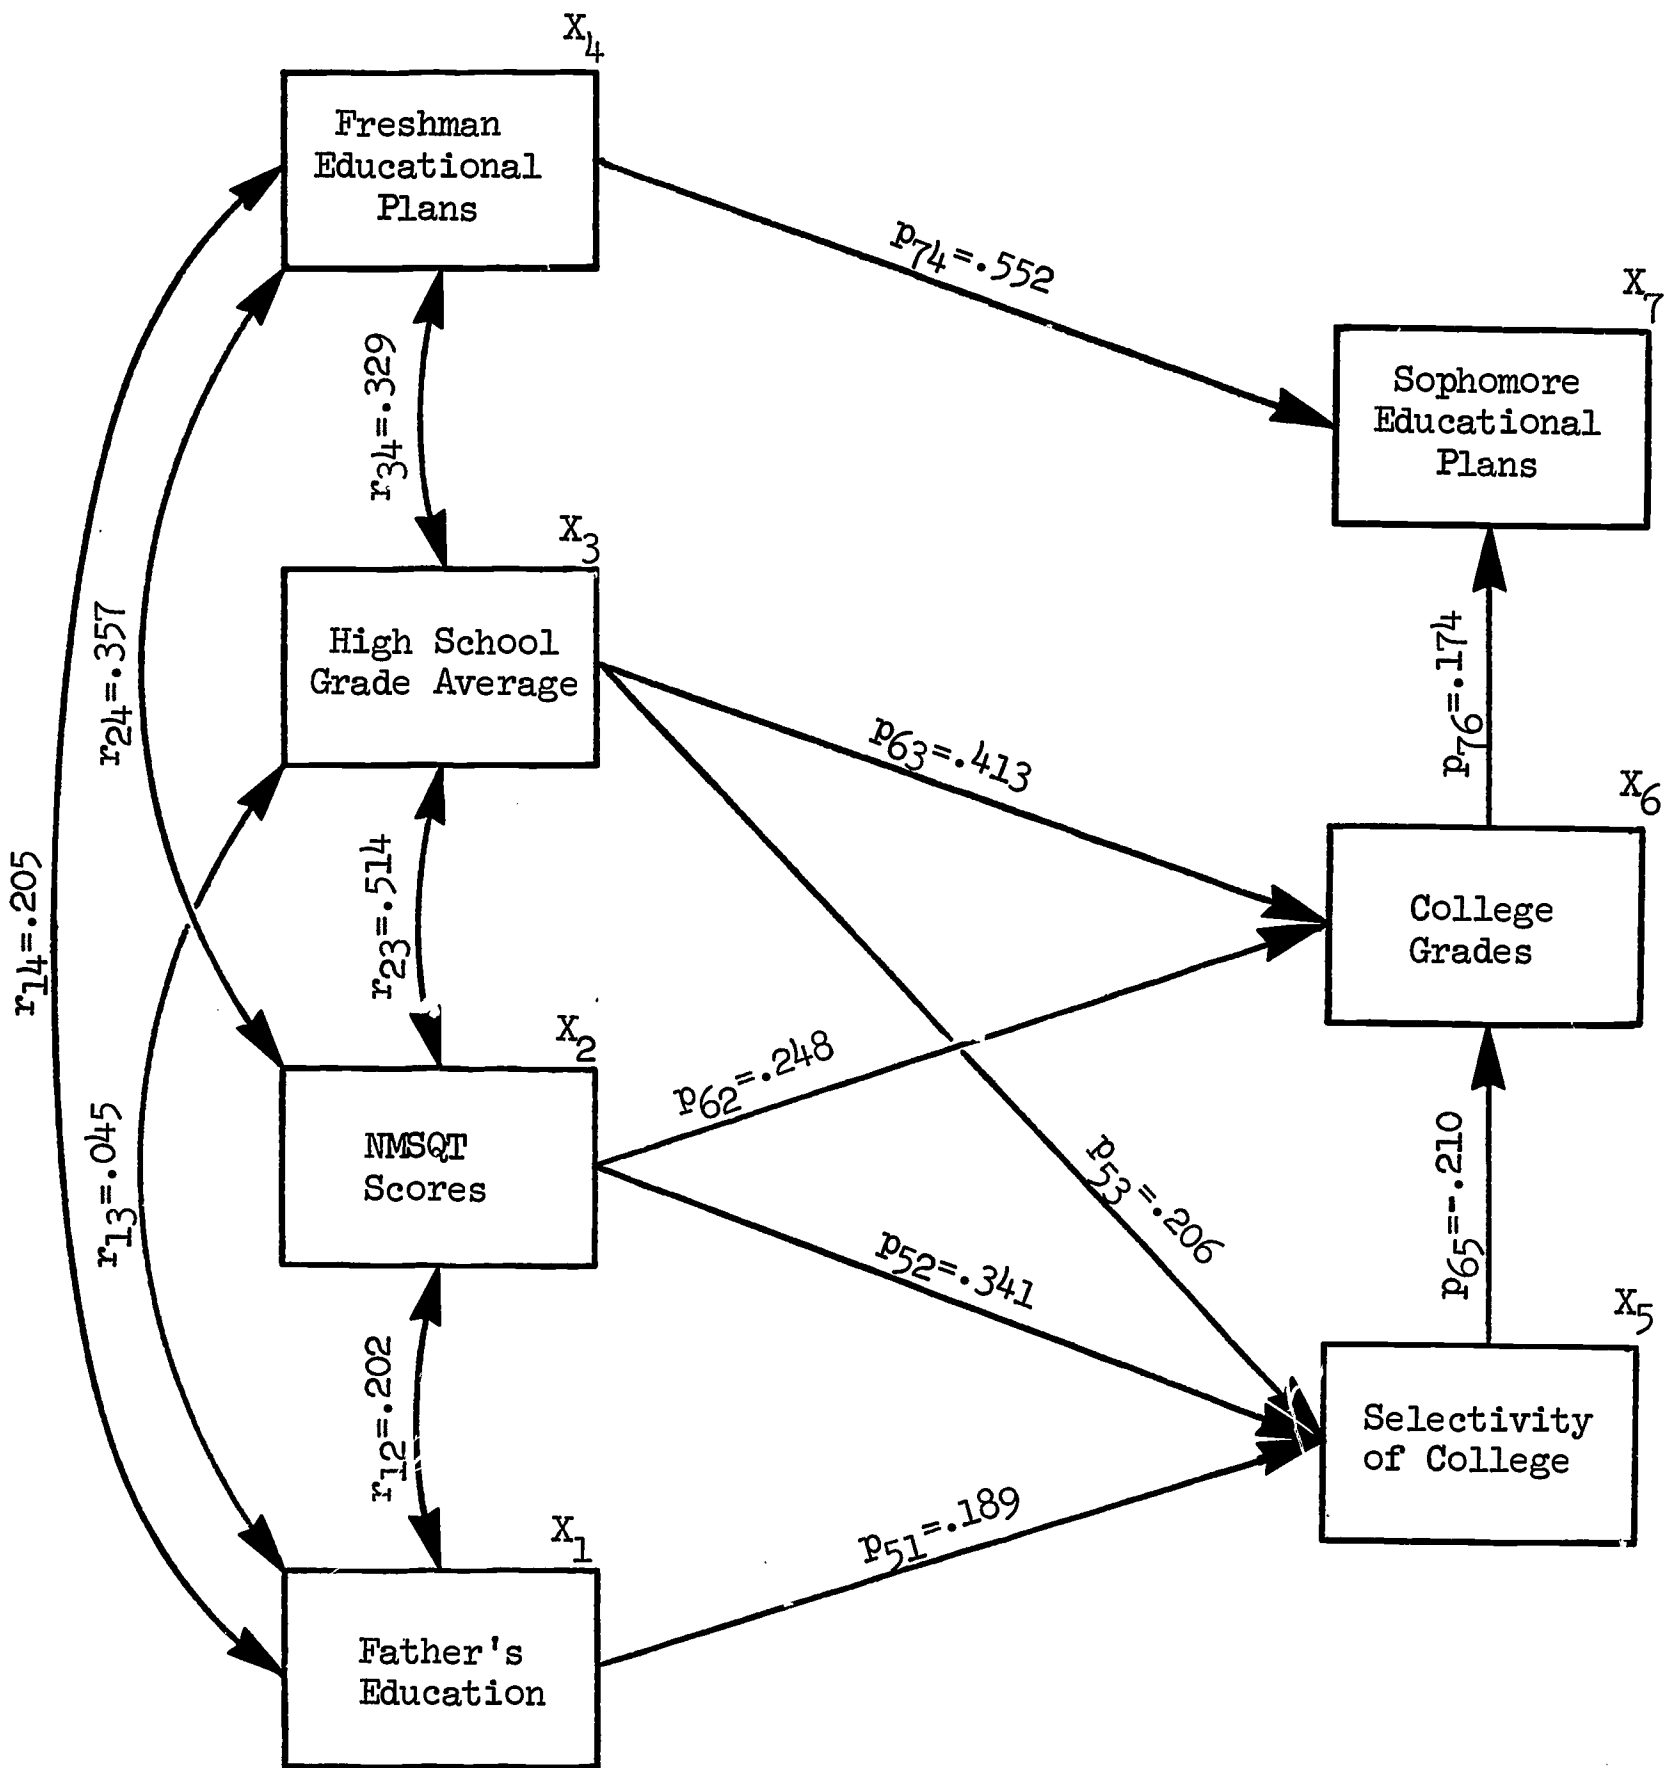 X4
Freshman
Educational
Plans
p74=.552
X7
Sophomore
Educational
Plans
r34=.329
X3
High School
Grade Average
r24=.357
p63=.413
p76=.174
X6
College
Grades
r14=.205
r23=.514
X2
NMSQT
Scores
p62=.248
p53=.206
p52=.341
r13=.045
p65=-.210
X5
Selectivity
of College
r12=.202
X1
Father's
Education
p51=.189